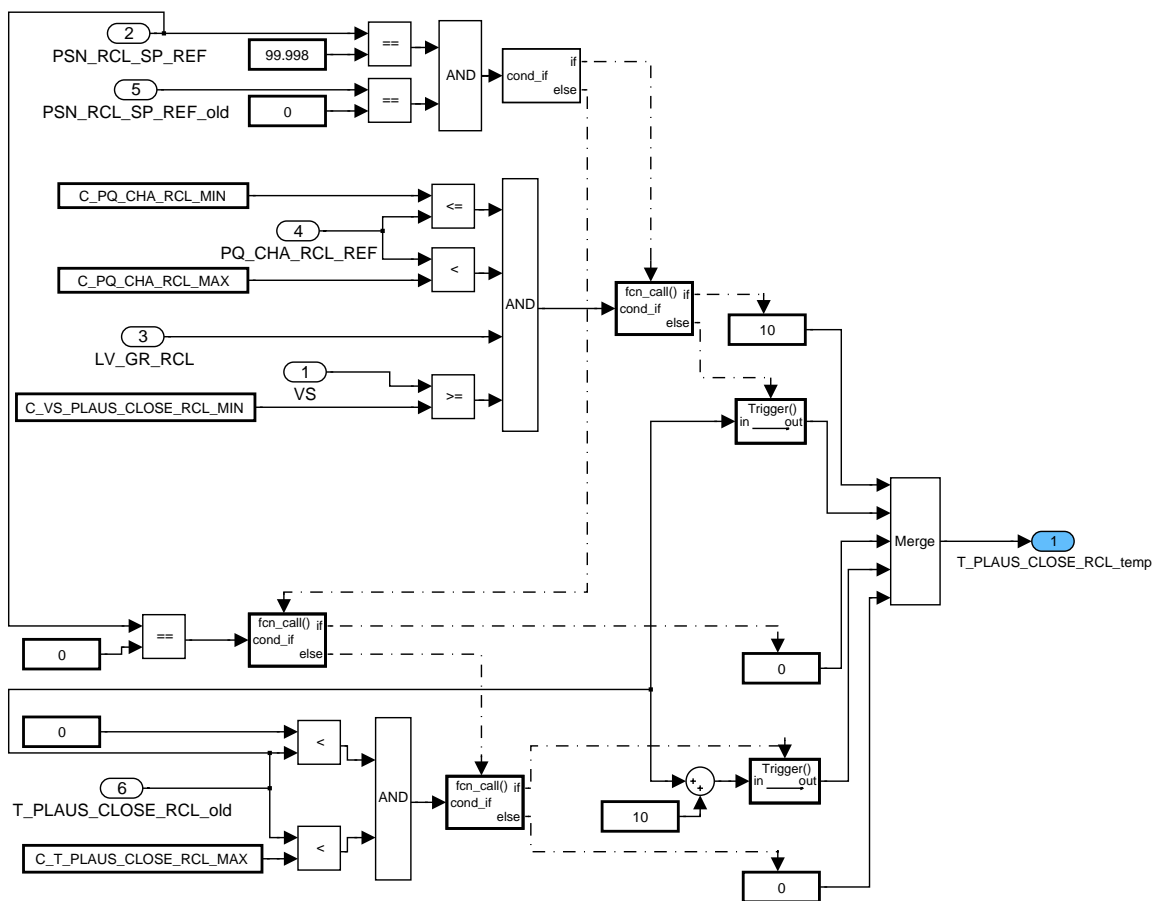 2
PSN_RCL_SP_REF
99.998
==
5
PSN_RCL_SP_REF_old
0
==
AND
cond_if
if
else
C_PQ_CHA_RCL_MIN
<=
4
PQ_CHA_RCL_REF
C_PQ_CHA_RCL_MAX
<
3
LV_GR_RCL
1
VS
C_VS_PLAUS_CLOSE_RCL_MIN
>=
AND
fcn_call()
if
cond_if
else
10
Trigger()
in
out
Merge
1
T_PLAUS_CLOSE_RCL_temp
0
==
fcn_call()
if
cond_if
else
0
0
<
6
T_PLAUS_CLOSE_RCL_old
C_T_PLAUS_CLOSE_RCL_MAX
<
AND
fcn_call()
if
cond_if
else
+
+
10
Trigger()
in
out
0